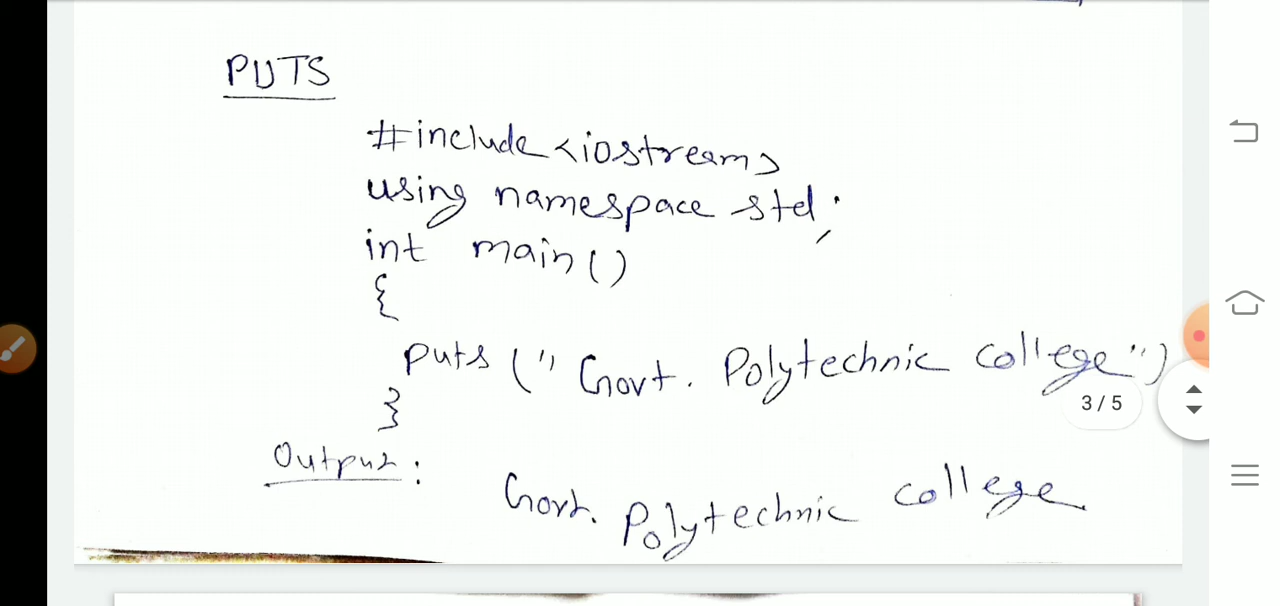 PUTS
#include <iostream>
using namespace std;
int main()
{
puts (" Govt. Polytechnic college ")
}
3 / 5
Output:
Govt. Polytechnic college